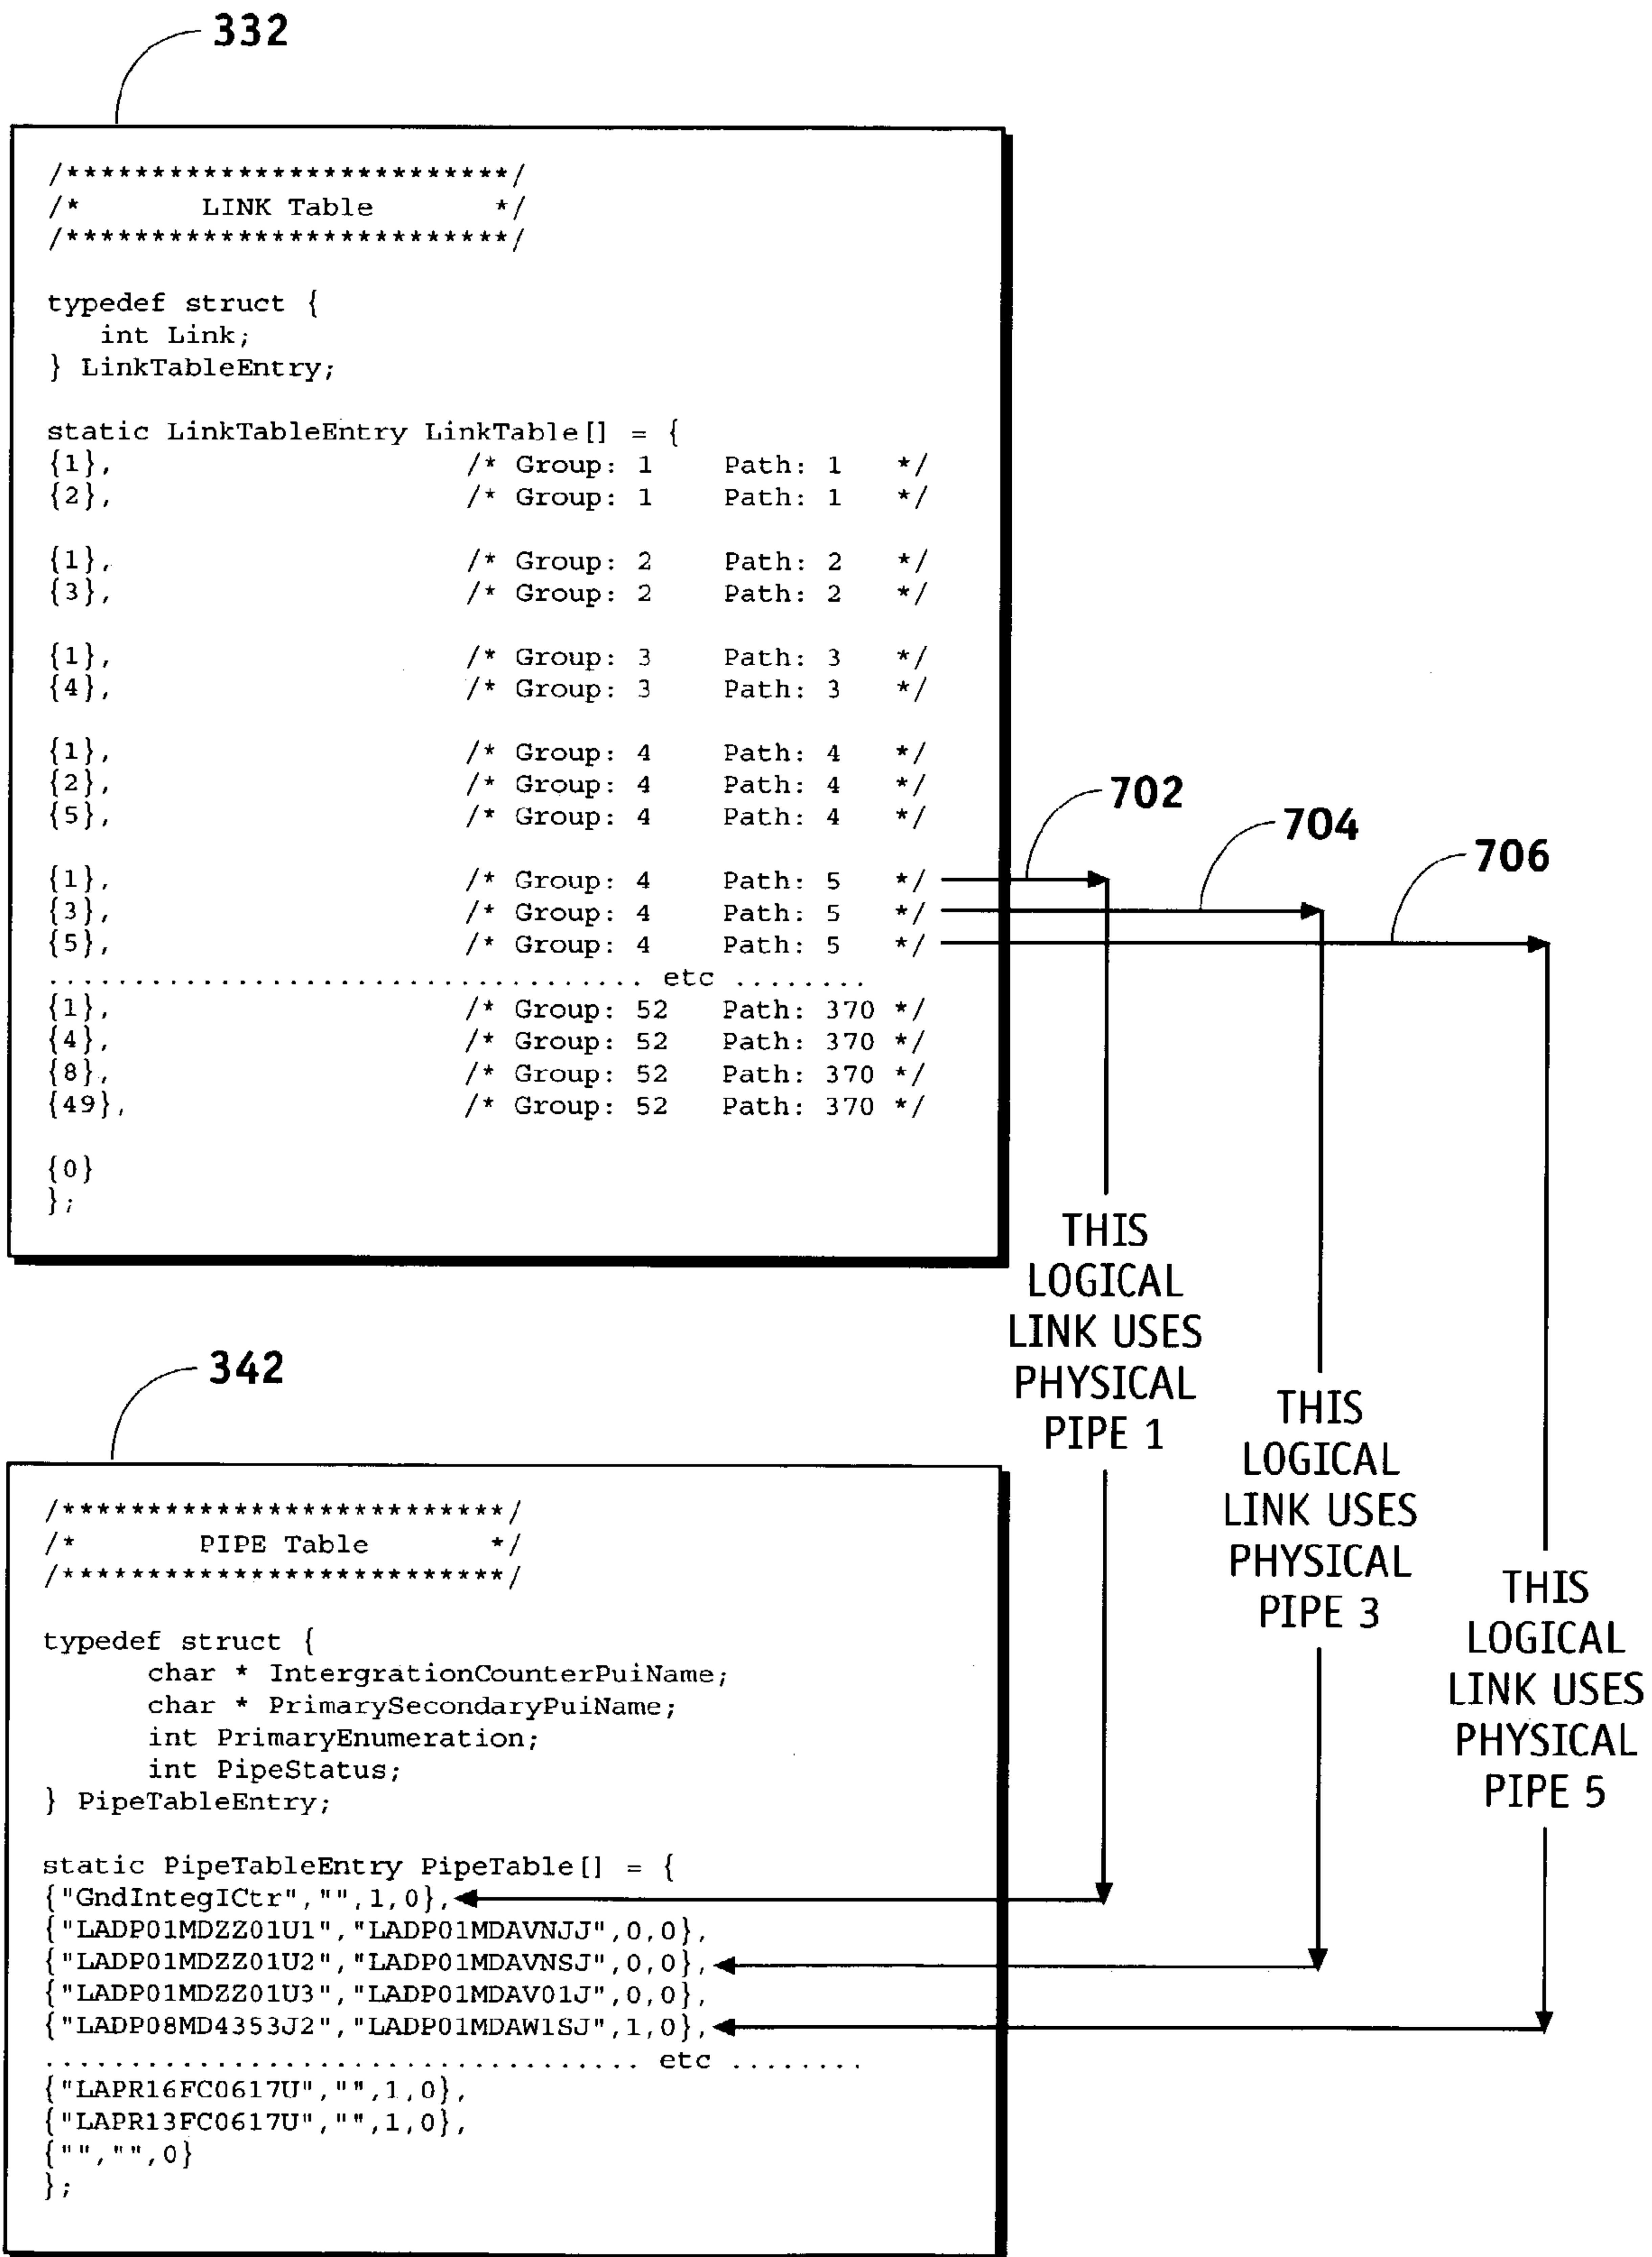 332
/**************************/
/*       LINK Table       */
/**************************/
typedef struct {
int Link;
} LinkTableEntry;
static LinkTableEntry LinkTable[] = {
{1},                     /* Group: 1    Path: 1   */
{2},                     /* Group: 1    Path: 1   */
{1},                     /* Group: 2    Path: 2   */
{3},                     /* Group: 2    Path: 2   */
{1},                     /* Group: 3    Path: 3   */
{4},                     /* Group: 3    Path: 3   */
{1},                     /* Group: 4    Path: 4   */
{2},                     /* Group: 4    Path: 4   */
{5},                     /* Group: 4    Path: 4   */
{1},                     /* Group: 4    Path: 5   */
{3},                     /* Group: 4    Path: 5   */
{5},                     /* Group: 4    Path: 5   */
................................... etc ........
{1},                     /* Group: 52   Path: 370 */
{4},                     /* Group: 52   Path: 370 */
{8},                     /* Group: 52   Path: 370 */
{49},                    /* Group: 52   Path: 370 */
{0}
};
702
704
706
THIS
LOGICAL
LINK USES
PHYSICAL
PIPE 1
THIS
LOGICAL
LINK USES
PHYSICAL
PIPE 3
THIS
LOGICAL
LINK USES
PHYSICAL
PIPE 5
342
/**************************/
/*       PIPE Table       */
/**************************/
typedef struct {
char * IntergrationCounterPuiName;
char * PrimarySecondaryPuiName;
int PrimaryEnumeration;
int PipeStatus;
} PipeTableEntry;
static PipeTableEntry PipeTable[] = {
{"GndIntegICtr","",1,0},
{"LADP01MDZZ01U1","LADP01MDAVNJJ",0,0},
{"LADP01MDZZ01U2","LADP01MDAVNSJ",0,0},
{"LADP01MDZZ01U3","LADP01MDAV01J",0,0},
{"LADP08MD4353J2","LADP01MDAW1SJ",1,0},
................................... etc ........
{"LAPR16FC0617U","",1,0},
{"LAPR13FC0617U","",1,0},
{"","",0}
};